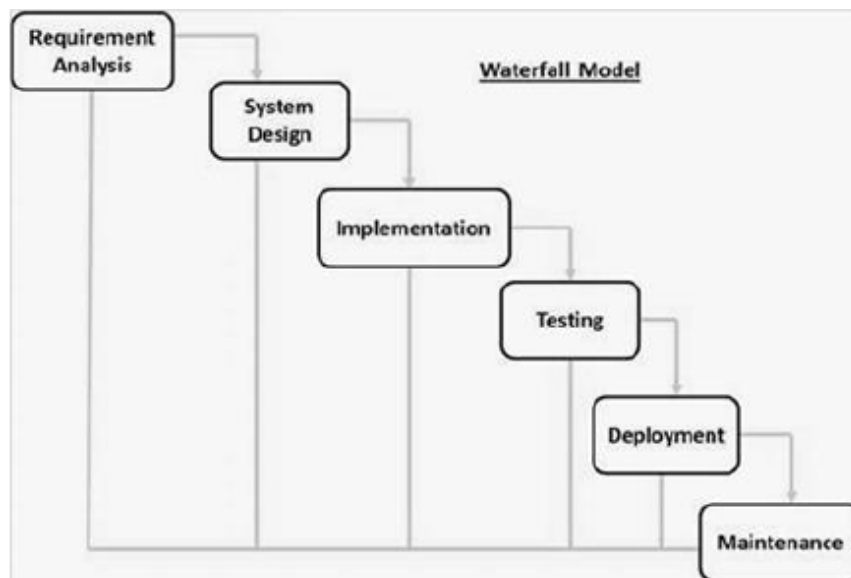 Requirement
Analysis
Waterfall Model
System
Design
Implementation
Testing
Deployment
Maintenance